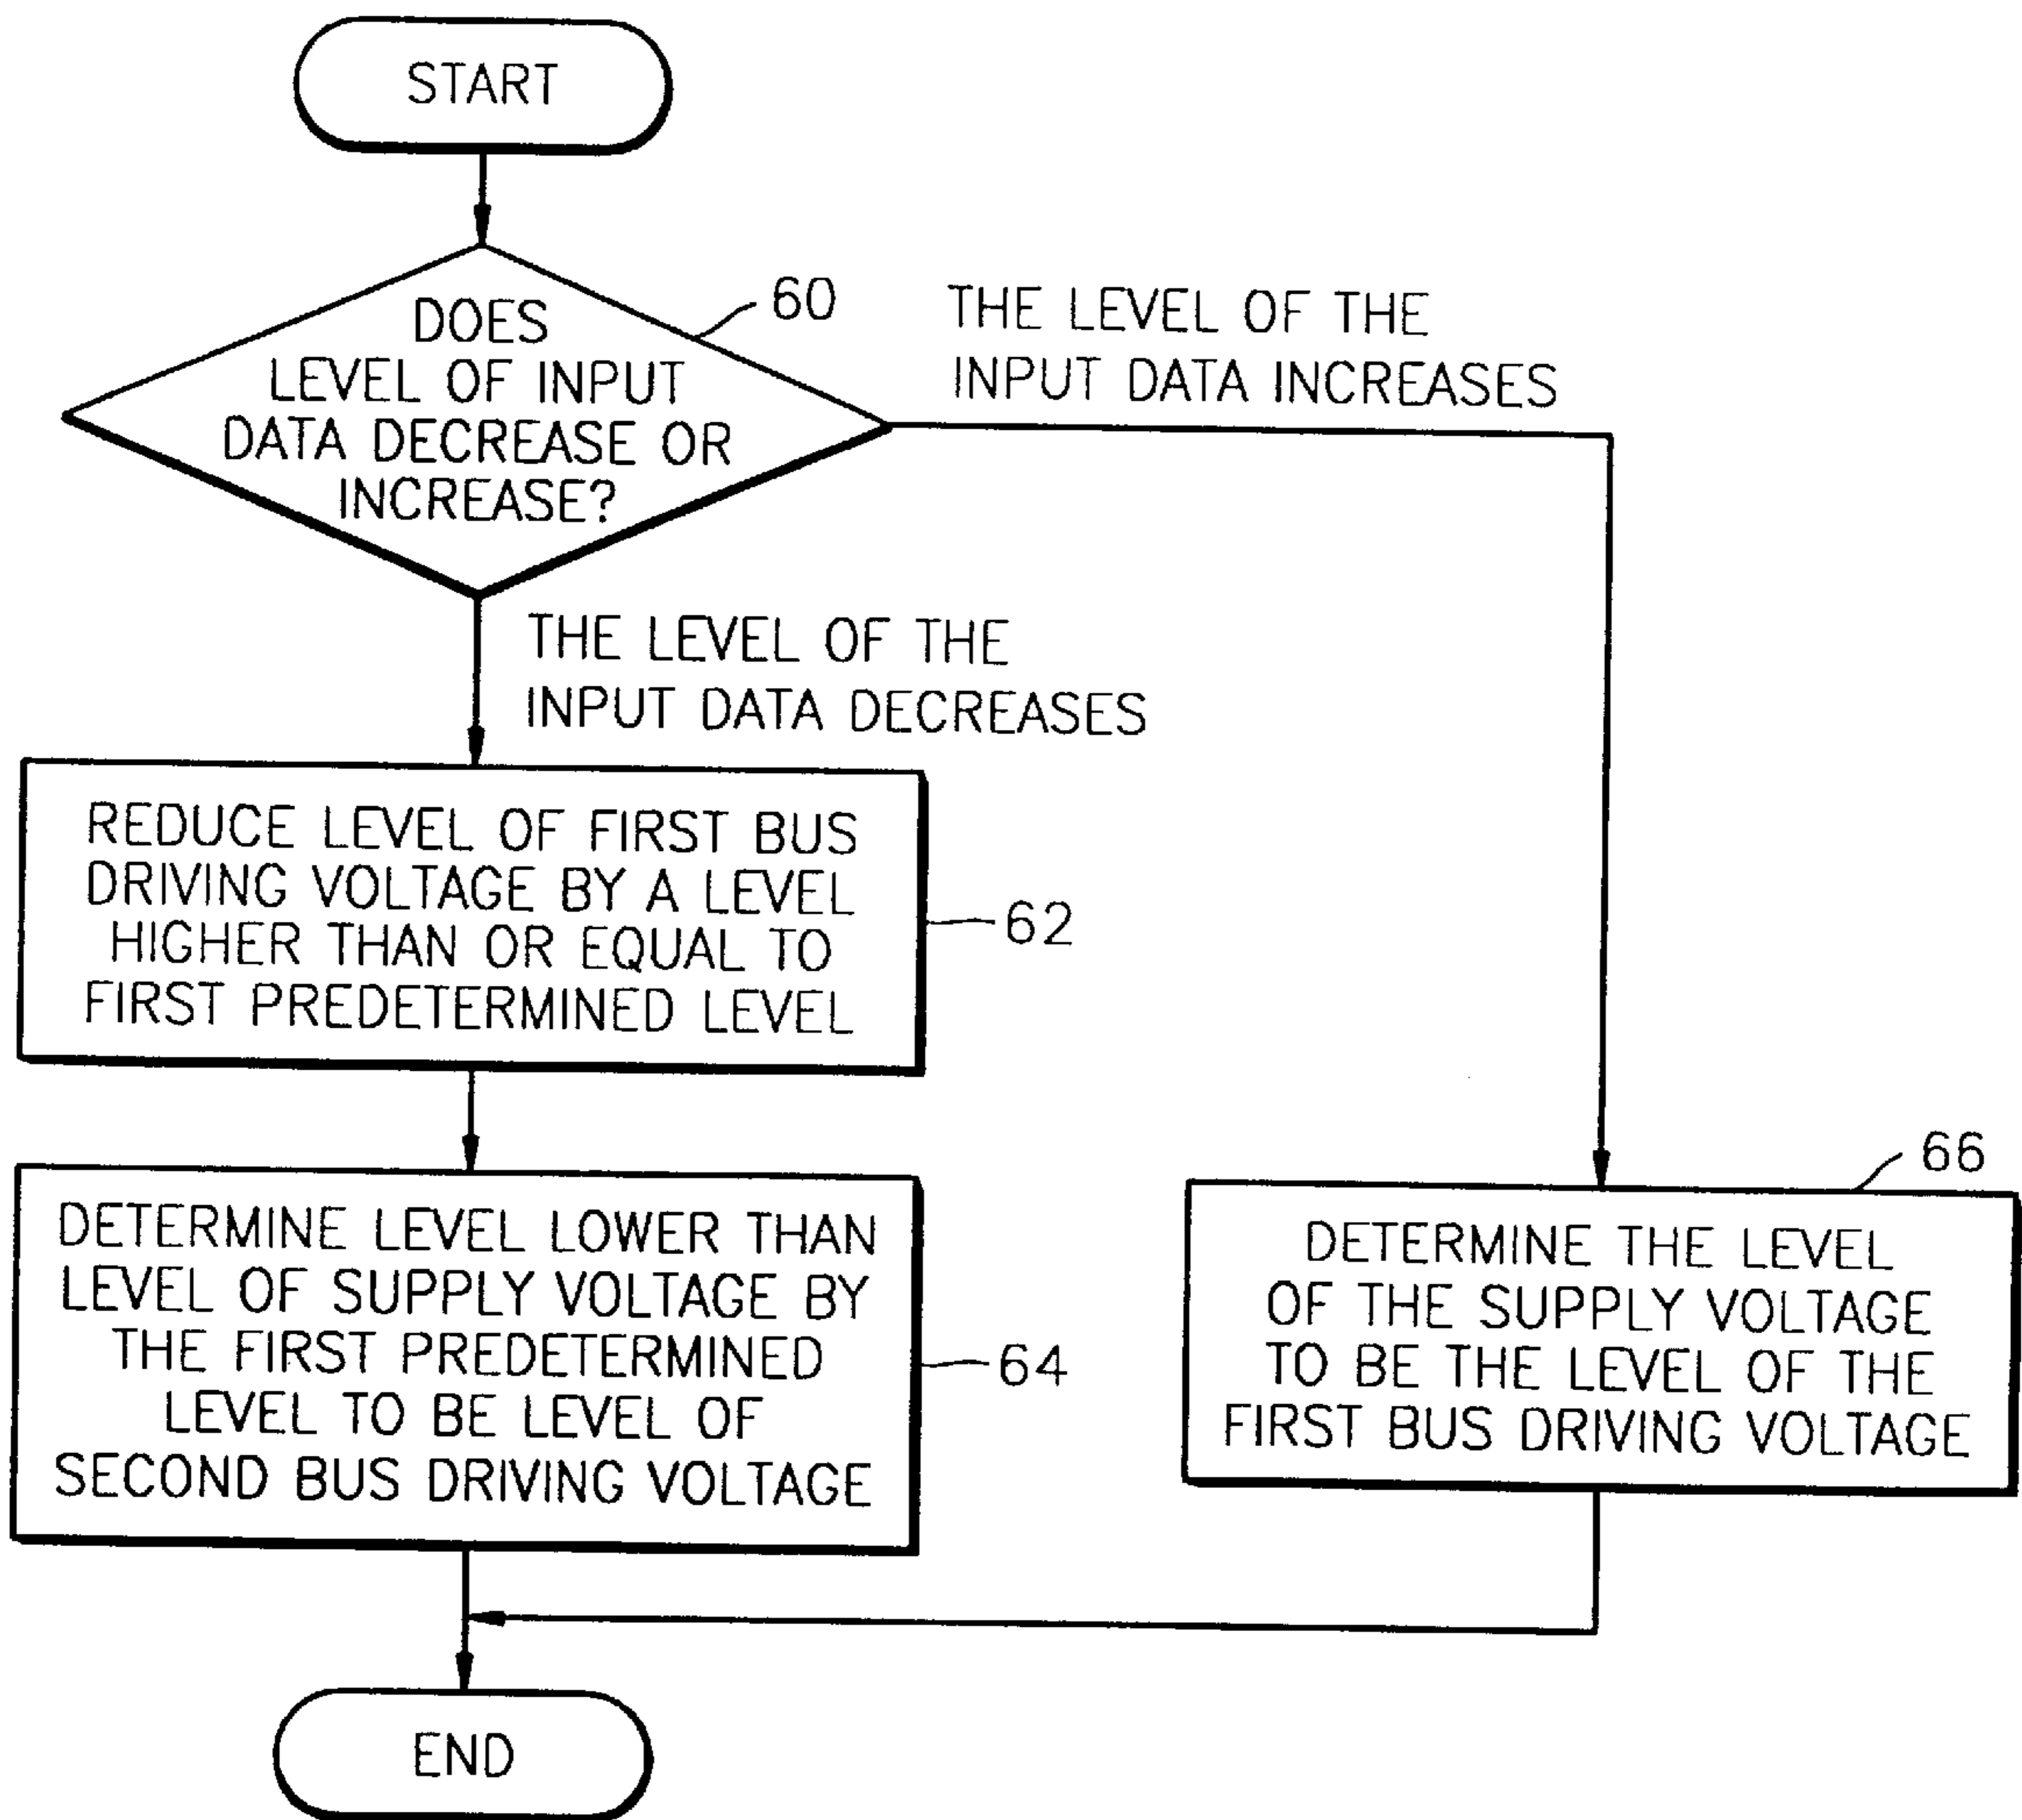 START
60
DOES
LEVEL OF INPUT
DATA DECREASE OR
INCREASE?
THE LEVEL OF THE
INPUT DATA INCREASES
THE LEVEL OF THE
INPUT DATA DECREASES
REDUCE LEVEL OF FIRST BUS
DRIVING VOLTAGE BY A LEVEL
HIGHER THAN OR EQUAL TO
FIRST PREDETERMINED LEVEL
62
DETERMINE LEVEL LOWER THAN
LEVEL OF SUPPLY VOLTAGE BY
THE FIRST PREDETERMINED
LEVEL TO BE LEVEL OF
SECOND BUS DRIVING VOLTAGE
64
66
DETERMINE THE LEVEL
OF THE SUPPLY VOLTAGE
TO BE THE LEVEL OF THE
FIRST BUS DRIVING VOLTAGE
END